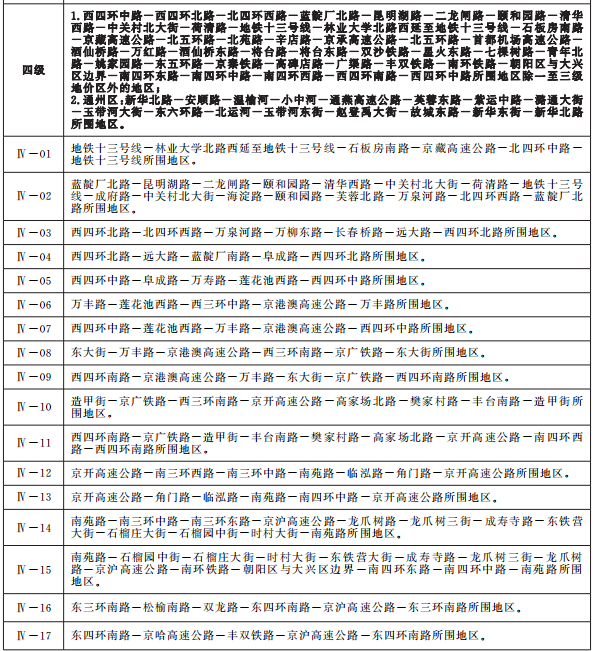 四级
1.西四环中路－西四环北路－北四环西路－蓝靛厂北路－昆明湖路－二龙闸路－颐和园路－清华
西路－中关村北大街－荷清路－地铁十三号线－林业大学北路西延至地铁十三号线－石板房南路
－京藏高速公路－北五环路－北苑路－辛店路－京承高速公路－北五环路－首都机场高速公路－
酒仙桥路－万红路－酒仙桥东路－将台路－将台东路－双沙铁路－星火东路－七棵树路－青年北
路－姚家园路－东五环路－京秦铁路－高碑店路－广渠路－丰双铁路－南环铁路－朝阳区与大兴
区边界－南四环东路－南四环中路－南四环西路－西四环南路－西四环中路所围地区除一至三级
地价区外的地区；
2.通州区：新华北路－安顺路－温榆河－小中河－通燕高速公路－芙蓉东路－紫运中路－潞通大街
－玉带河大街－东六环路－北运河－玉带河东街－赵登禹大街－故城东路－新华东街－新华北路
所围地区。
Ⅳ－01
地铁十三号线－林业大学北路西延至地铁十三号线－石板房南路－京藏高速公路－北四环中路－
地铁十三号线所围地区。
Ⅳ－02
蓝靛厂北路－昆明湖路－二龙闸路－颐和园路－清华西路－中关村北大街－荷清路－地铁十三号
线－成府路－中关村北大街－海淀路－颐和园路－芙蓉北路－万泉河路－北四环西路－蓝靛厂北
路所围地区。
Ⅳ－03
西四环北路－北四环西路－万泉河路－万柳东路－长春桥路－远大路－西四环北路所围地区。
Ⅳ－04
西四环北路－远大路－蓝靛厂南路－阜成路－西四环北路所围地区。
Ⅳ－05
西四环中路－阜成路－万寿路－莲花池西路－西四环中路所围地区。
Ⅳ－06
万丰路－莲花池西路－西三环中路－京港澳高速公路－万丰路所围地区。
Ⅳ－07
西四环中路－莲花池西路－万丰路－京港澳高速公路－西四环中路所围地区。
Ⅳ－08
东大街－万丰路－京港澳高速公路－西三环南路－京广铁路－东大街所围地区。
Ⅳ－09
西四环南路－京港澳高速公路－万丰路－东大街－京广铁路－西四环南路所围地区。
Ⅳ－10
造甲街－京广铁路－西三环南路－京开高速公路－高家场北路－樊家村路－丰台南路－造甲街所
围地区。
Ⅳ－11
西四环南路－京广铁路－造甲街－丰台南路－樊家村路－高家场北路－京开高速公路－南四环西
路－西四环南路所围地区。
Ⅳ－12
京开高速公路－南三环西路－南三环中路－南苑路－临泓路－角门路－京开高速公路所围地区。
Ⅳ－13
京开高速公路－角门路－临泓路－南苑路－南四环中路－京开高速公路所围地区。
Ⅳ－14
南苑路－南三环中路－南三环东路－京沪高速公路－龙爪树路－龙爪树三街－成寿寺路－东铁营
大街－石榴庄大街－石榴园中街－时村大街－南苑路所围地区。
Ⅳ－15
南苑路－石榴园中街－石榴庄大街－时村大街－东铁营大街－成寿寺路－龙爪树三街－龙爪树
路－京沪高速公路－南环铁路－朝阳区与大兴区边界－南四环东路－南四环中路－南苑路所围地
区。
Ⅳ－16
东三环南路－松榆南路－双龙路－东四环南路－京沪高速公路－东三环南路所围地区。
Ⅳ－17
东四环南路－京哈高速公路－丰双铁路－京沪高速公路－东四环南路所围地区。